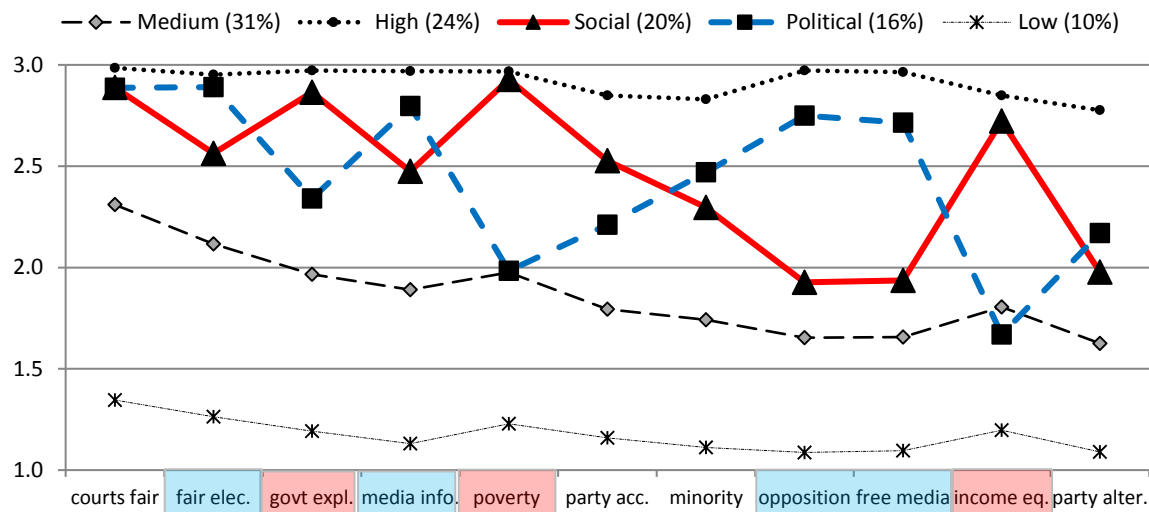 Medium (31%) High (24%) Social (20%) Political (16%) Low (10%)
3.0
2.5
2.0
1.5
1.0
courts fair fair elec. govt expl. media info. poverty party acc. minority opposition free media income eq. party alter.